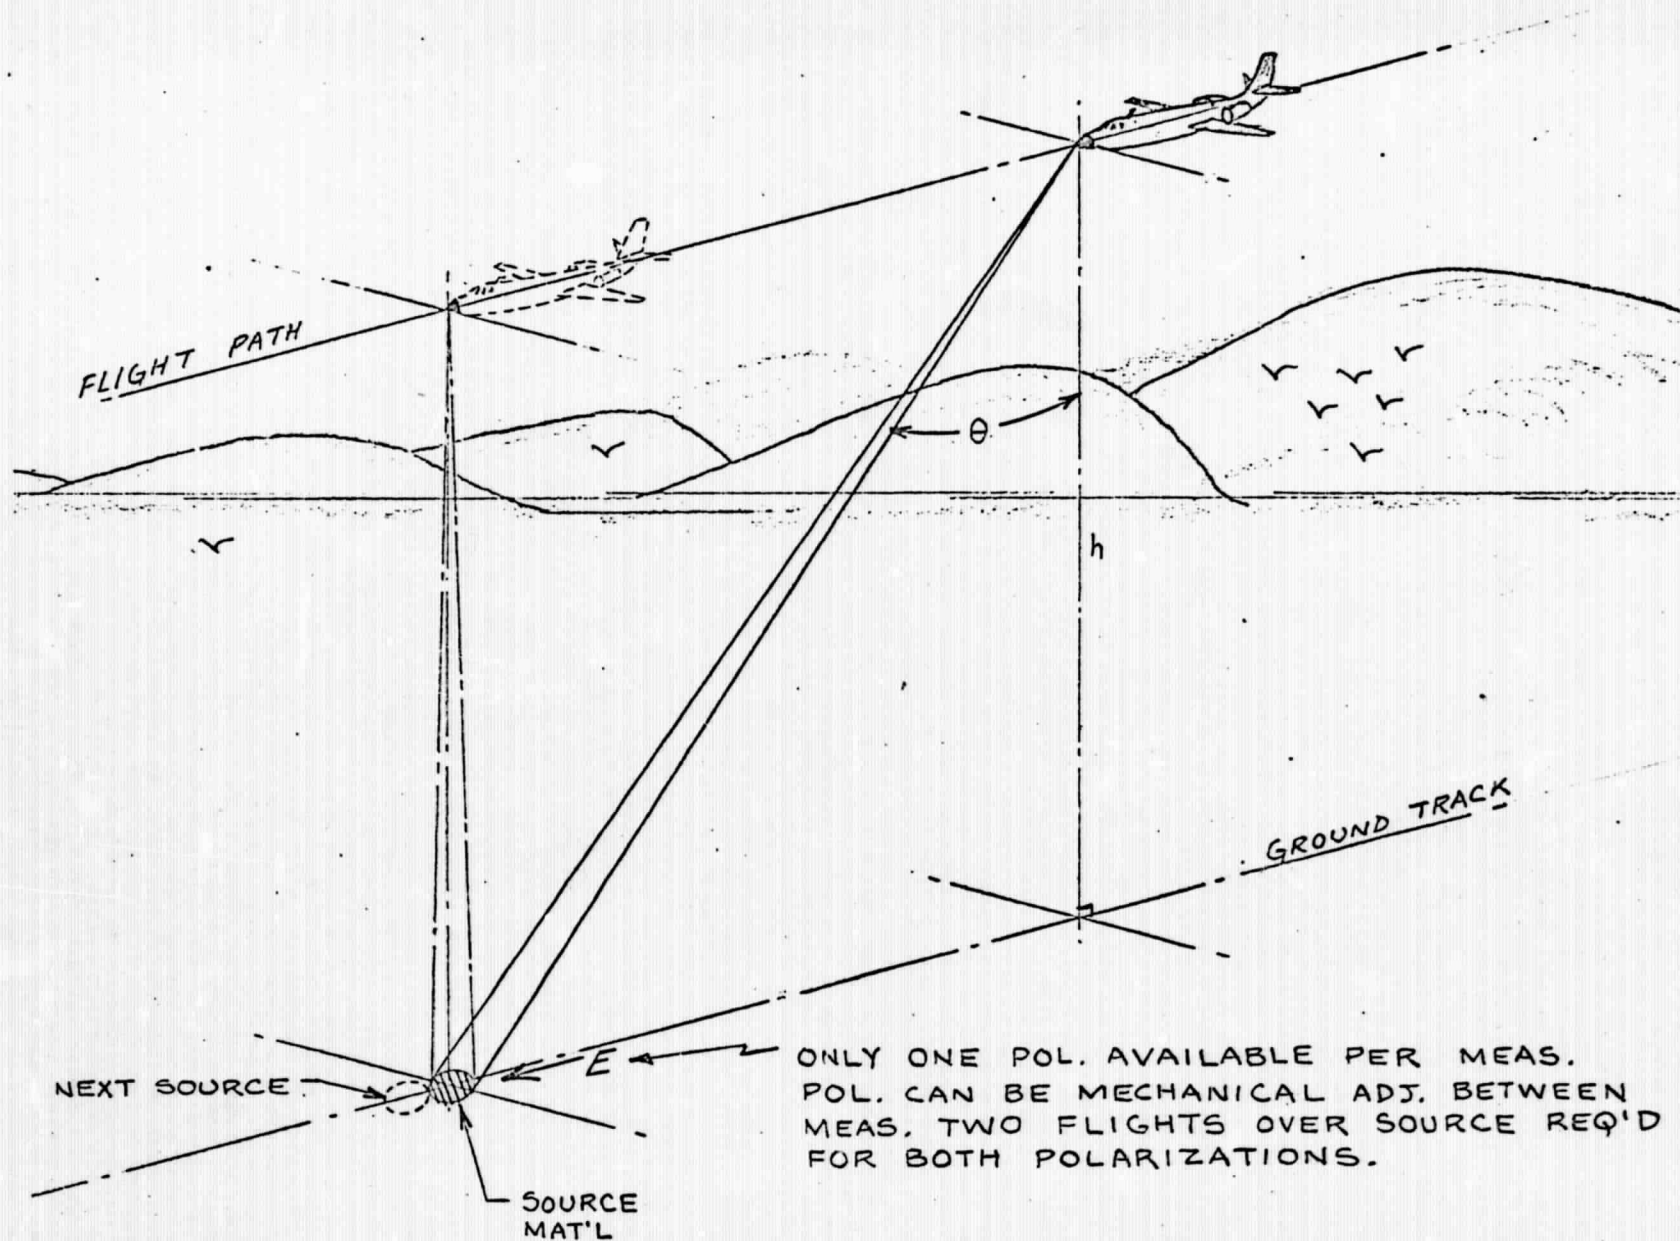 FLIGHT PATH
θ
h
GROUND TRACK
E
ONLY ONE POL. AVAILABLE PER MEAS.
POL. CAN BE MECHANICAL ADJ. BETWEEN
MEAS. TWO FLIGHTS OVER SOURCE REQ'D
FOR BOTH POLARIZATIONS.
NEXT SOURCE
SOURCE
MAT'L